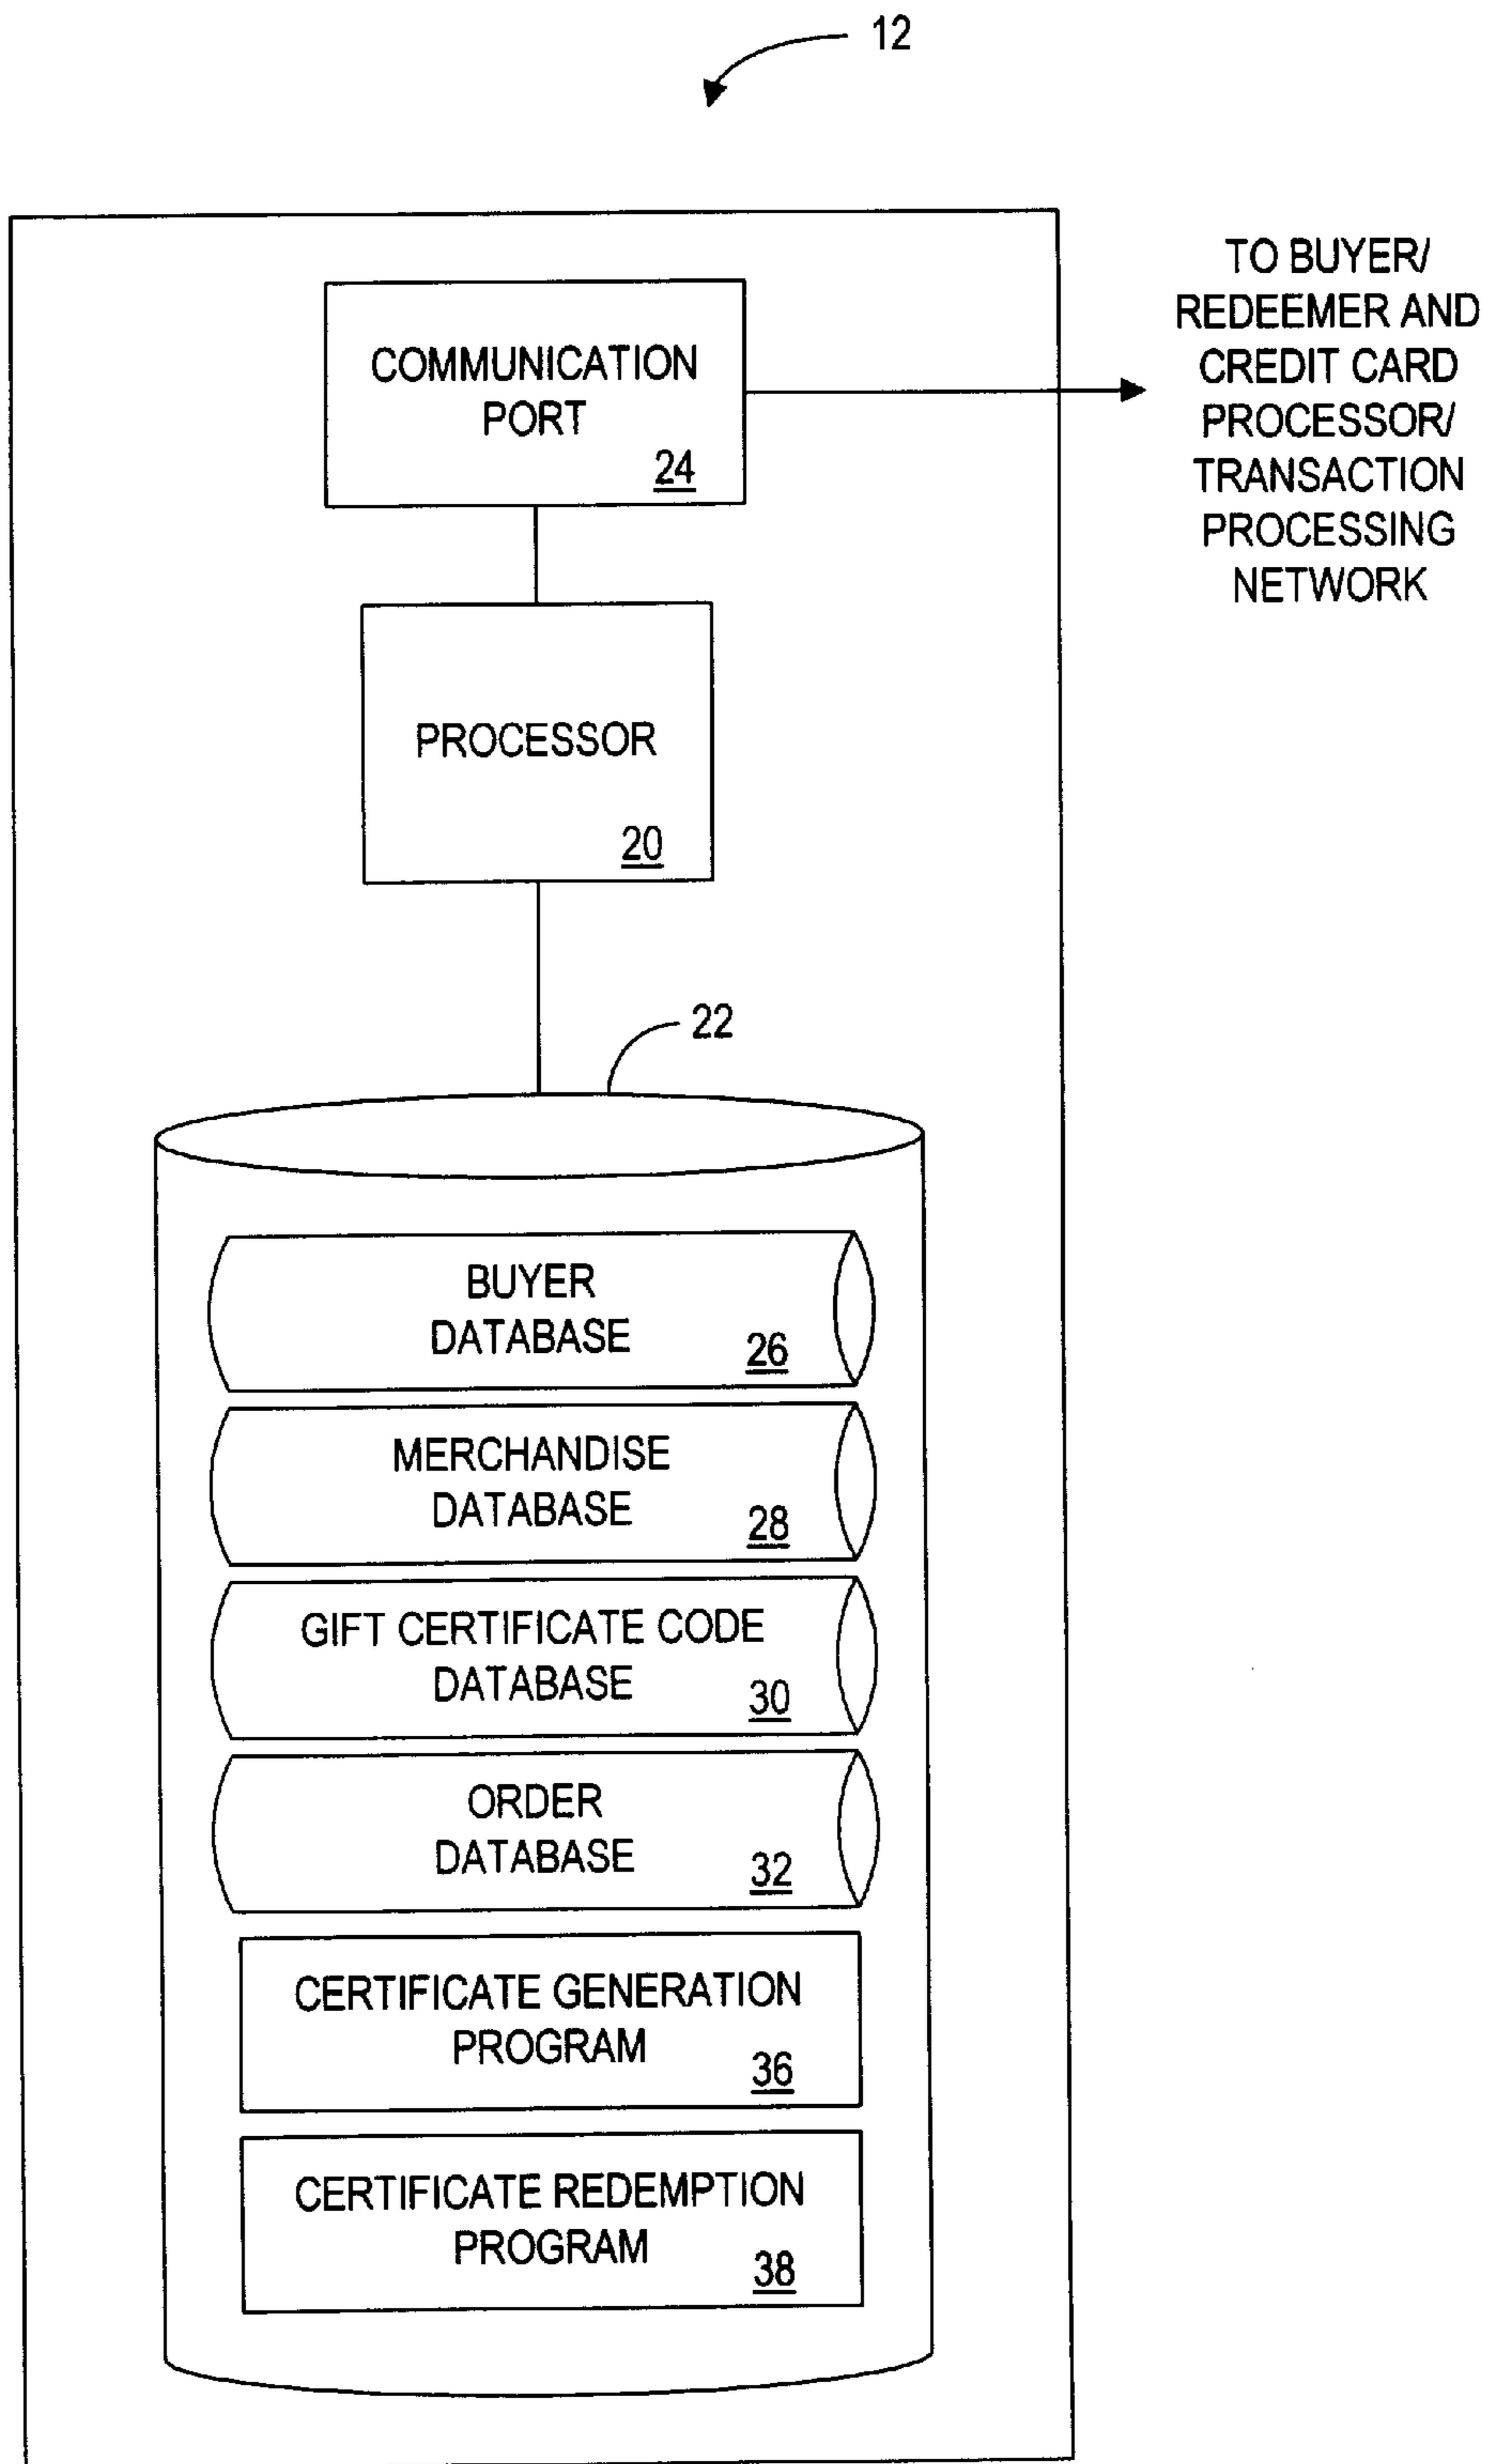 12
TO BUYER/
REDEEMER AND
CREDIT CARD
PROCESSOR/
TRANSACTION
PROCESSING
NETWORK
COMMUNICATION
PORT
24
PROCESSOR
20
22
BUYER
DATABASE
26
MERCHANDISE
DATABASE
28
GIFT CERTIFICATE CODE
DATABASE
30
ORDER
DATABASE
32
CERTIFICATE GENERATION
PROGRAM
36
CERTIFICATE REDEMPTION
PROGRAM
38